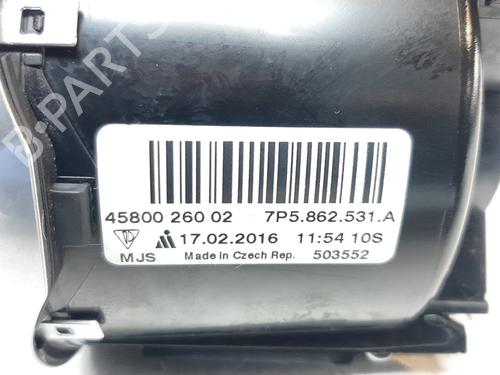 B-PARTS
45800 260 02 7P5.862.531.A
17.02.2016 11:54 10S
MJS Made in Czech Rep. 503552